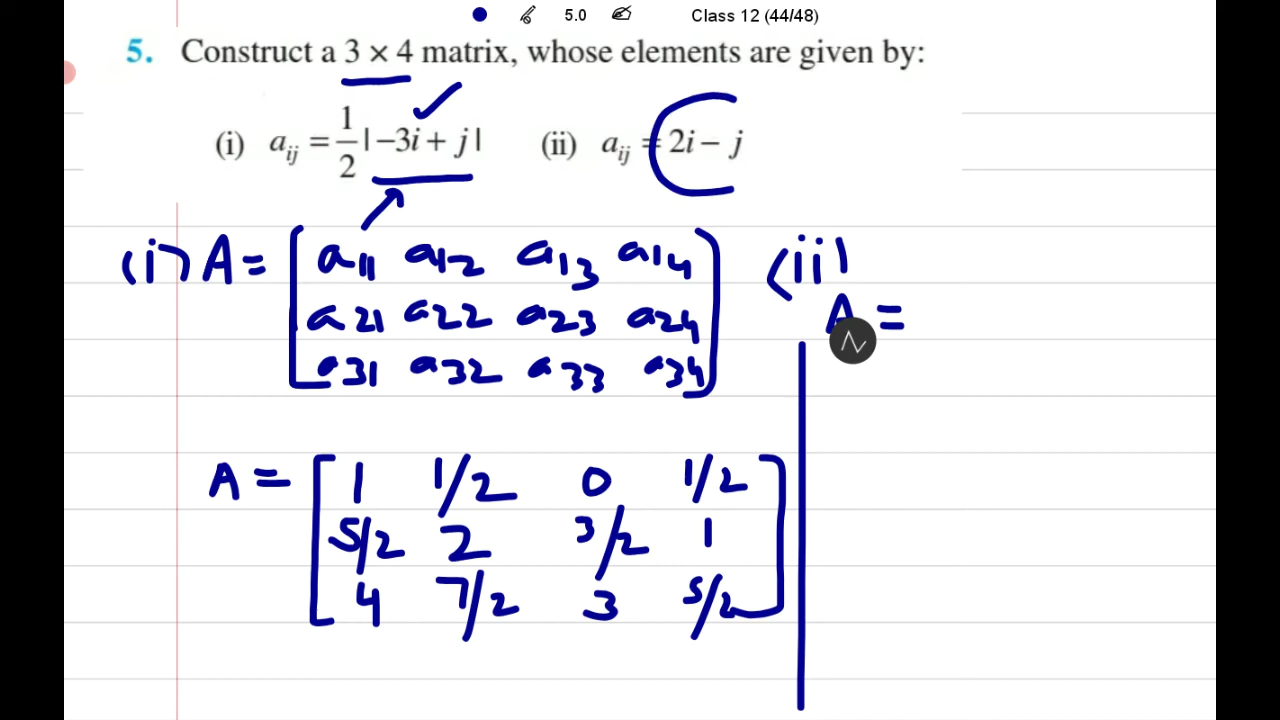 5.0 Class 12 (44/48)
5. Construct a 3 × 4 matrix, whose elements are given by:
(i) aij = 1/2 |−3i + j| (ii) aij = 2i − j
(i) A = [ a11 a12 a13 a14 ]
a21 a22 a23 a24
a31 a32 a33 a34
(ii)
A =
A = [ 1 1/2 0 1/2 ]
5/2 2 3/2 1
4 7/2 3 5/2